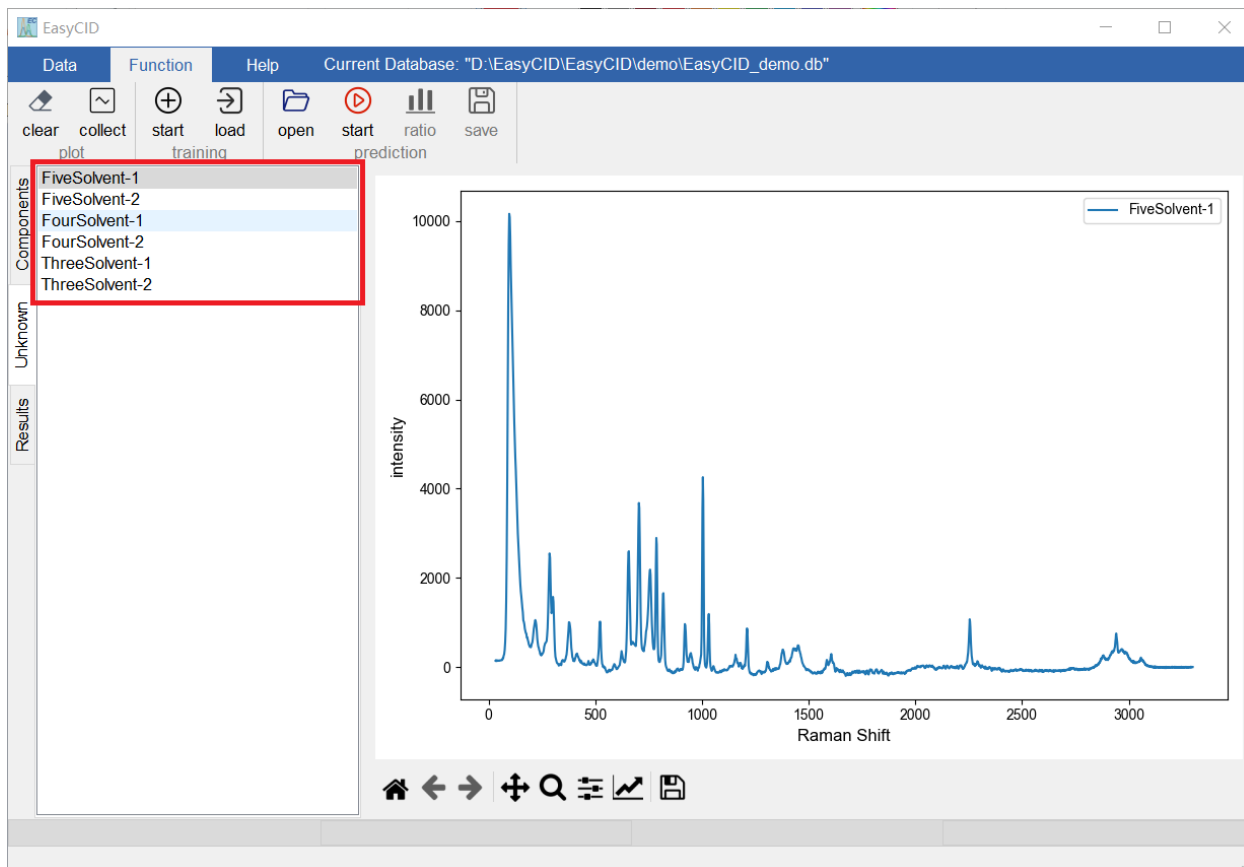 EasyCID
Data Function Help Current Database: "D:\EasyCID\EasyCID\demo\EasyCID_demo.db"
clear collect start load open start ratio save
plot training prediction
Components
Unknown
Results
FiveSolvent-1
FiveSolvent-2
FourSolvent-1
FourSolvent-2
ThreeSolvent-1
ThreeSolvent-2
FiveSolvent-1
10000
8000
6000
4000
2000
0
intensity
0 500 1000 1500 2000 2500 3000
Raman Shift